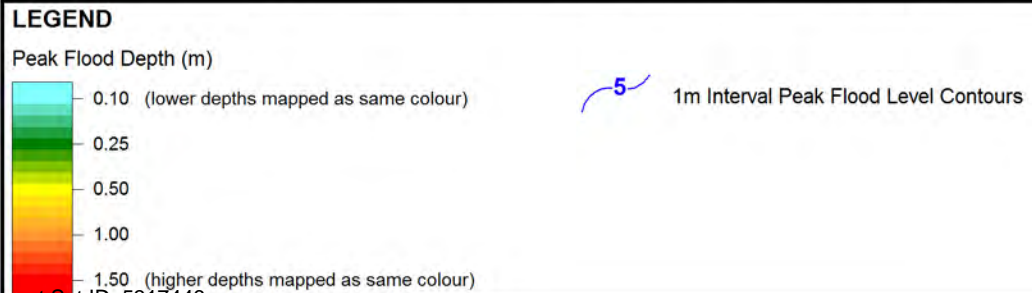 LEGEND
Peak Flood Depth (m)
0.10 (lower depths mapped as same colour)
5 1m Interval Peak Flood Level Contours
0.25
0.50
1.00
1.50 (higher depths mapped as same colour)